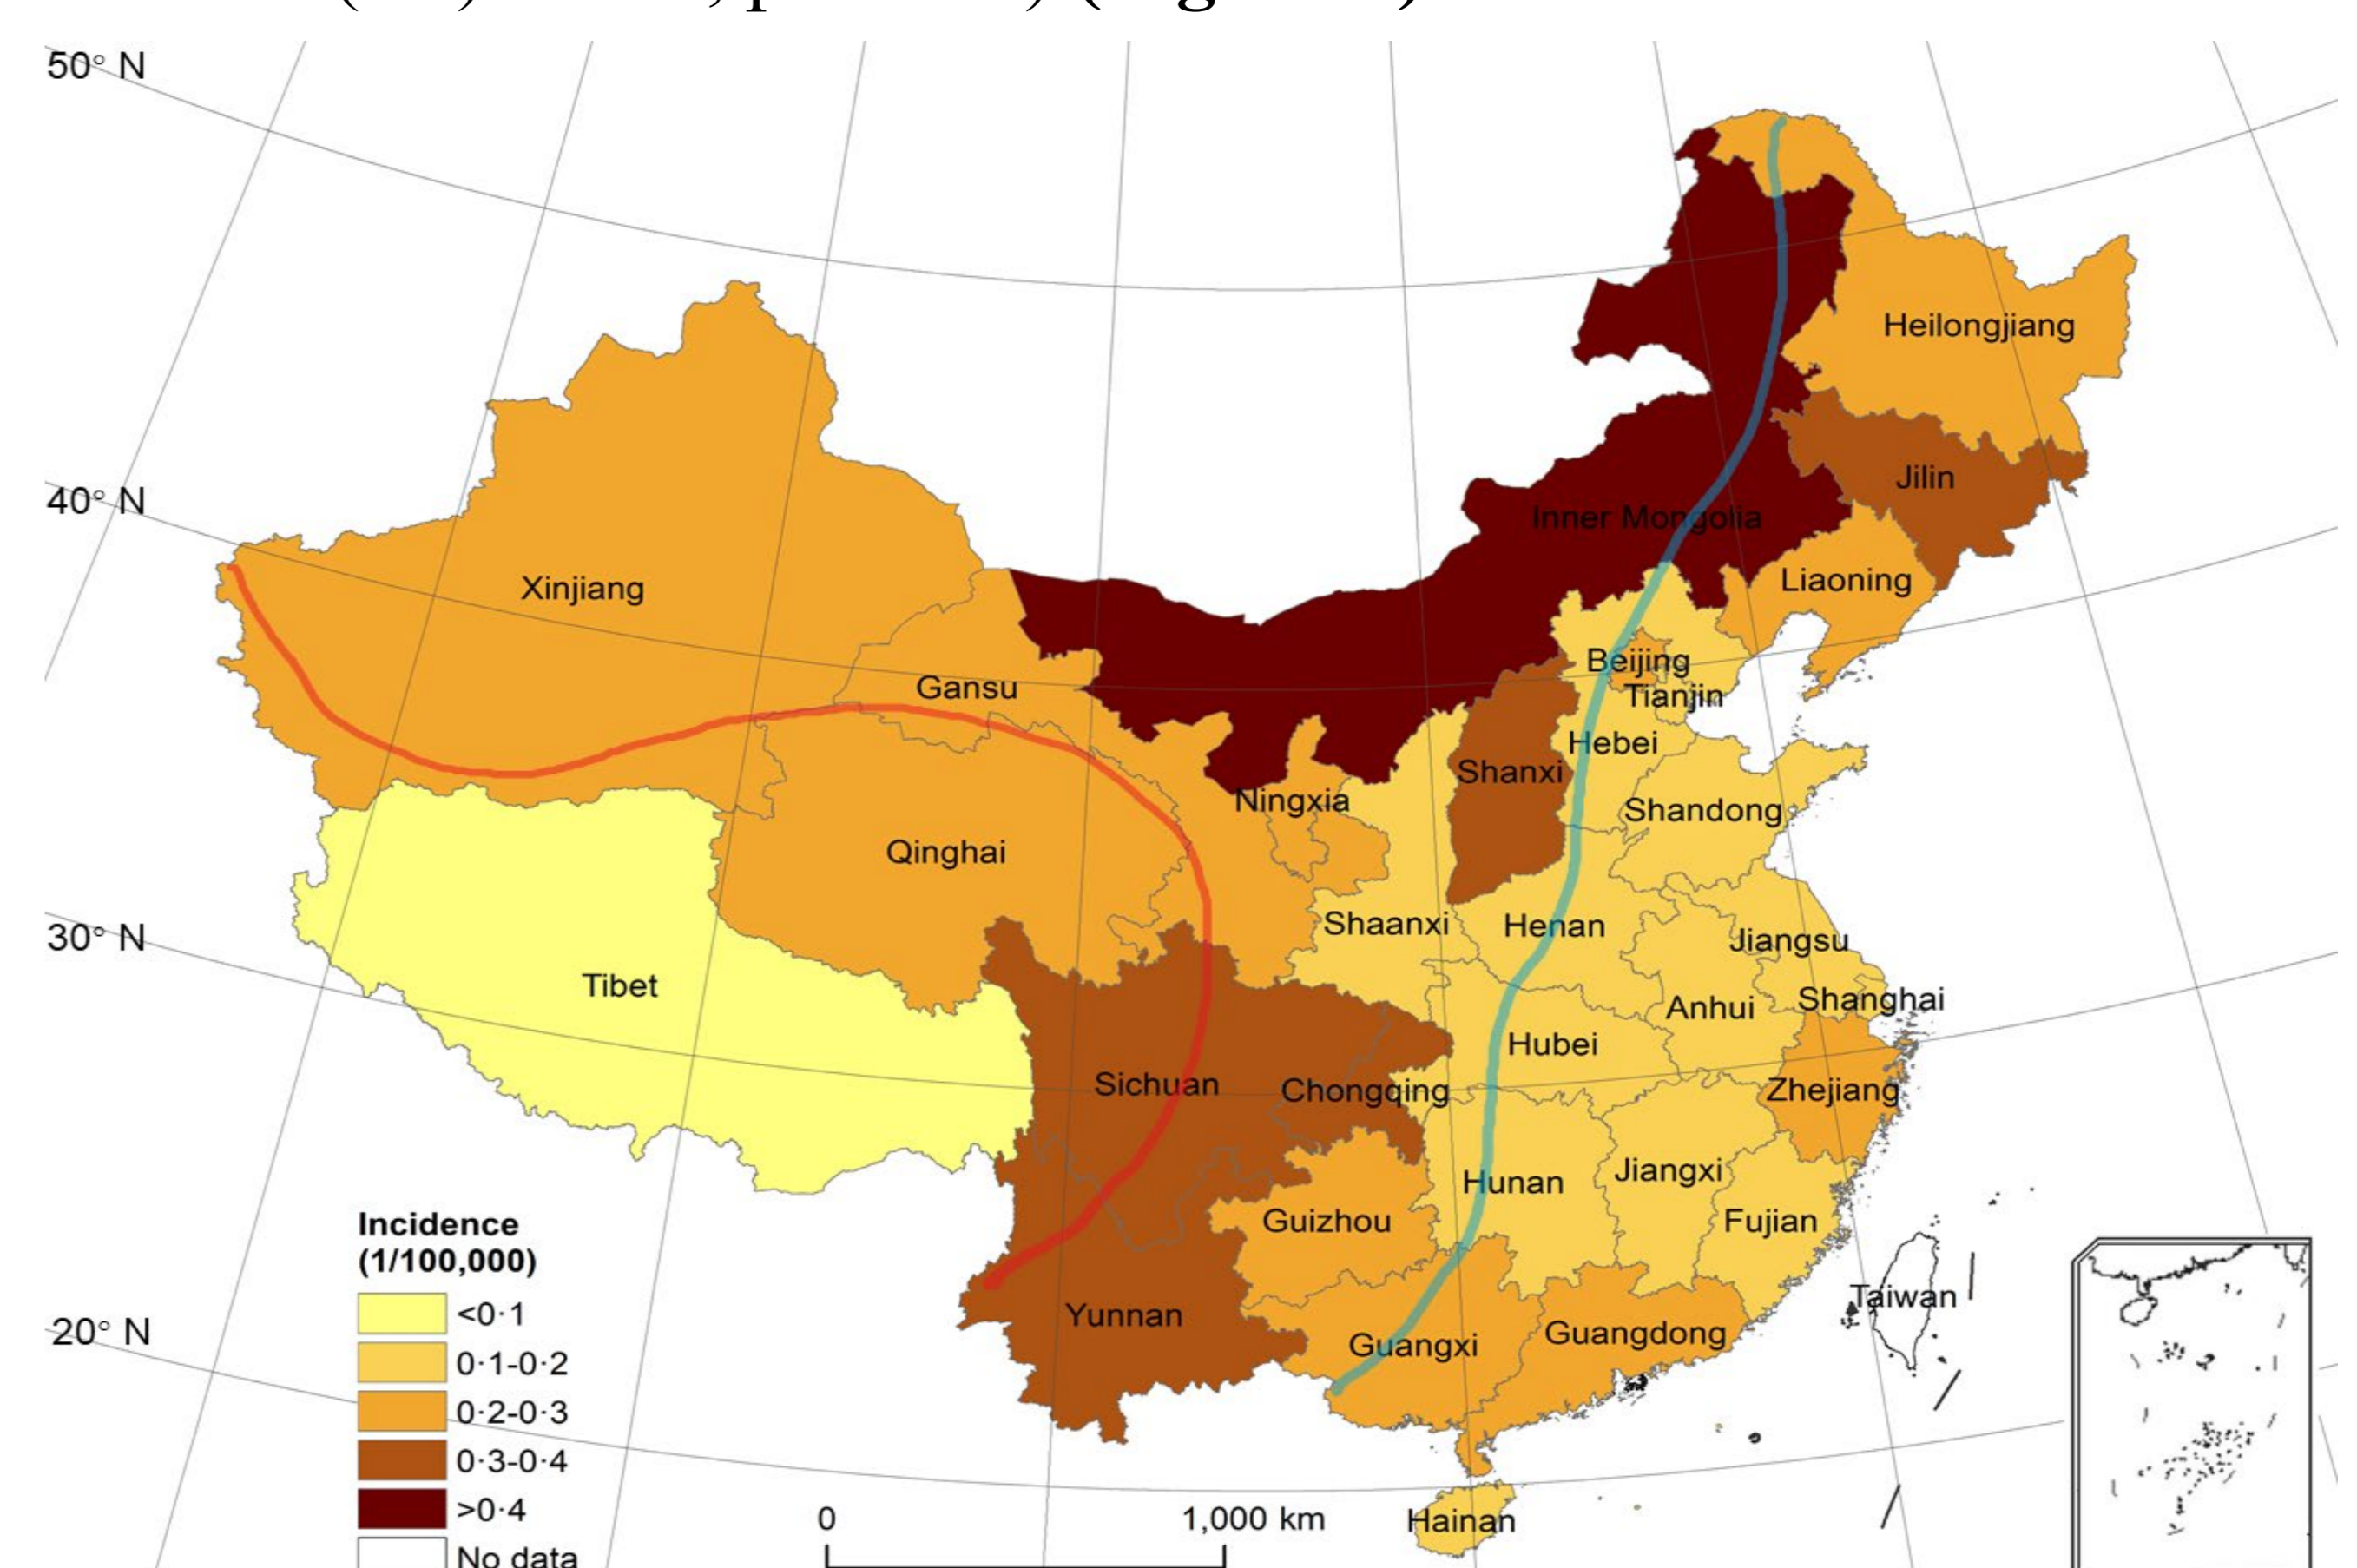 50° N
40° N
30° N
20° N
Heilongjiang
Jilin
Inner Mongolia
Liaoning
Xinjiang
Beijing
Gansu
Tianjin
Hebei
Shanxi
Ningxia
Shandong
Qinghai
Shaanxi
Henan
Jiangsu
Tibet
Shanghai
Anhui
Hubei
Sichuan
Chongqing
Zhejiang
Jiangxi
Hunan
Guizhou
Fujian
Taiwan
Yunnan
Guangdong
Guangxi
Hainan
Incidence
(1/100,000)
<0·1
0·1-0·2
0·2-0·3
0·3-0·4
>0·4
No data
0 1,000 km